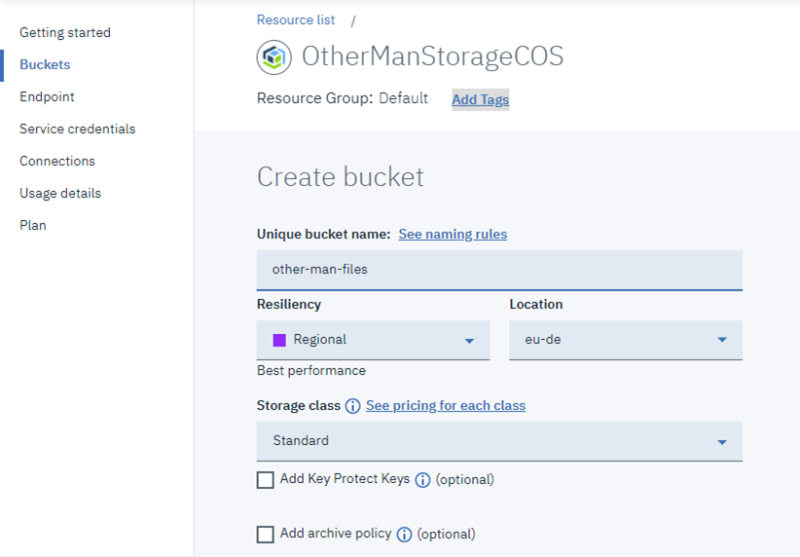 Getting started
Buckets
Endpoint
Service credentials
Connections
Usage details
Plan
Resource list /
OtherManStorageCOS
Resource Group: Default Add Tags
Create bucket
Unique bucket name: See naming rules
other-man-files
Resiliency Location
Regional eu-de
Best performance
Storage class See pricing for each class
Standard
Add Key Protect Keys (optional)
Add archive policy (optional)